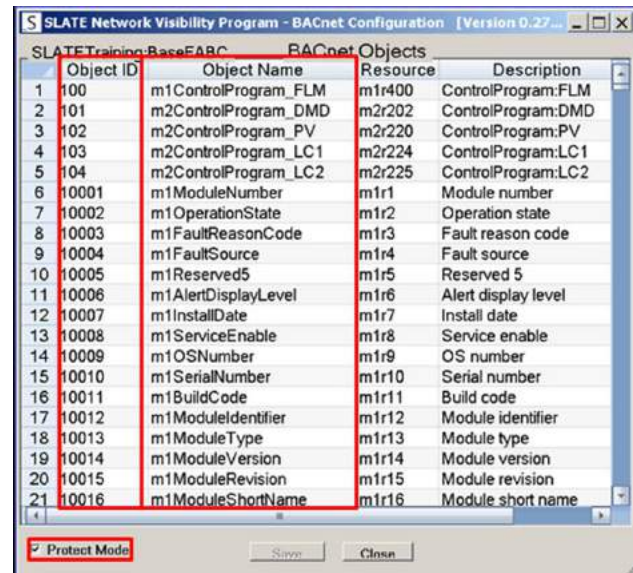 S SLATE Network Visibility Program - BACnet Configuration [Version 0.27...
SLATETraining:BaseFABC BACnet Objects
Object ID Object Name Resource Description
1 100 m1ControlProgram_FLM m1r400 ControlProgram:FLM
2 101 m2ControlProgram_DMD m2r202 ControlProgram:DMD
3 102 m2ControlProgram_PV m2r220 ControlProgram:PV
4 103 m2ControlProgram_LC1 m2r224 ControlProgram:LC1
5 104 m2ControlProgram_LC2 m2r225 ControlProgram:LC2
6 10001 m1ModuleNumber m1r1 Module number
7 10002 m1OperationState m1r2 Operation state
8 10003 m1FaultReasonCode m1r3 Fault reason code
9 10004 m1FaultSource m1r4 Fault source
10 10005 m1Reserved5 m1r5 Reserved 5
11 10006 m1AlertDisplayLevel m1r6 Alert display level
12 10007 m1InstallDate m1r7 Install date
13 10008 m1ServiceEnable m1r8 Service enable
14 10009 m1OSNumber m1r9 OS number
15 10010 m1SerialNumber m1r10 Serial number
16 10011 m1BuildCode m1r11 Build code
17 10012 m1ModuleIdentifier m1r12 Module identifier
18 10013 m1ModuleType m1r13 Module type
19 10014 m1ModuleVersion m1r14 Module version
20 10015 m1ModuleRevision m1r15 Module revision
21 10016 m1ModuleShortName m1r16 Module short name
Protect Mode Save Close